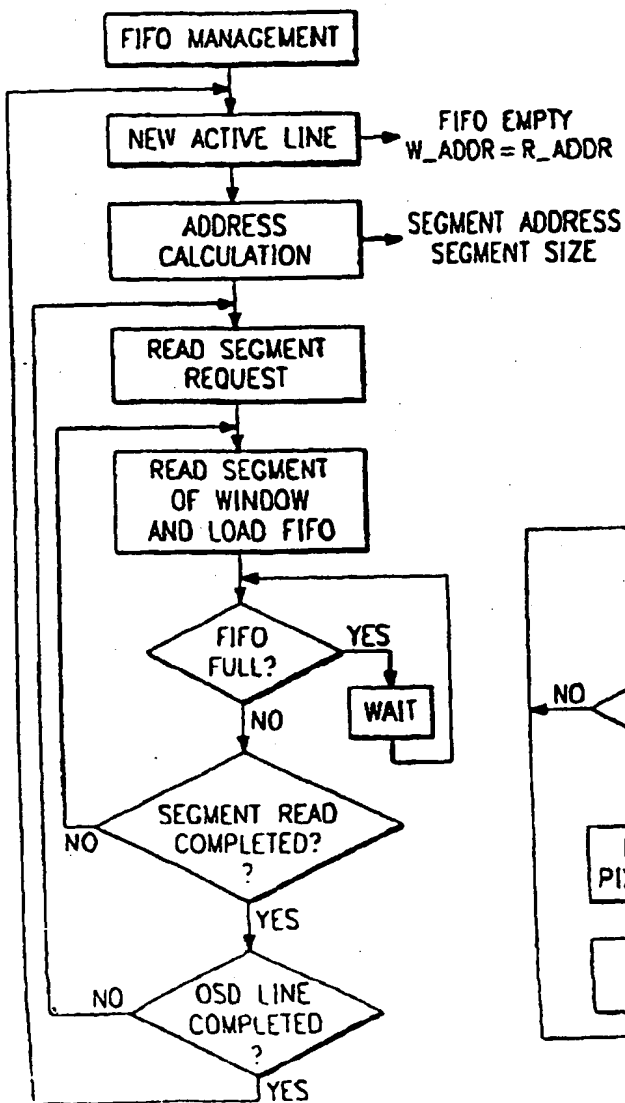 FIFO MANAGEMENT
NEW ACTIVE LINE
FIFO EMPTY
W_ADDR = R_ADDR
ADDRESS
CALCULATION
SEGMENT ADDRESS
SEGMENT SIZE
READ SEGMENT
REQUEST
READ SEGMENT
OF WINDOW
AND LOAD FIFO
FIFO
FULL?
YES
WAIT
NO
SEGMENT READ
COMPLETED?
?
NO
YES
OSD LINE
COMPLETED
?
NO
YES
NO